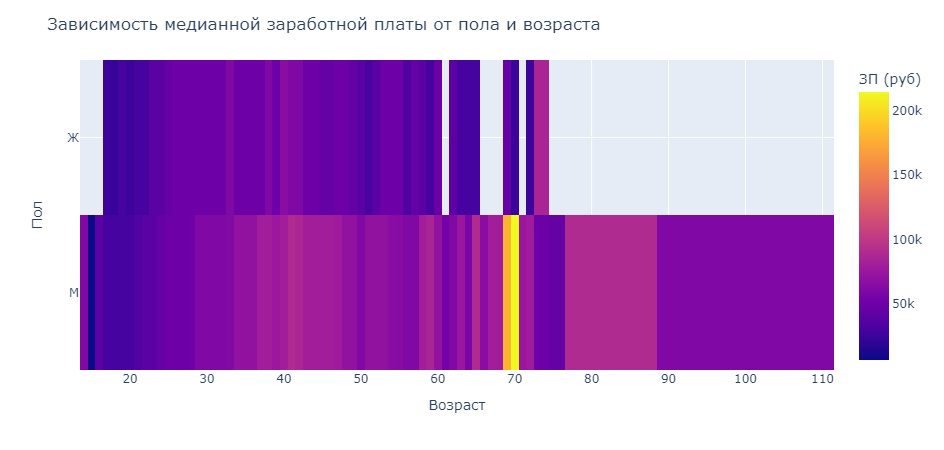 Зависимость медианной заработной платы от пола и возраста
ЗП (руб)
200k
150k
100k
50k
Ж
М
Пол
20 30 40 50 60 70 80 90 100 110
Возраст